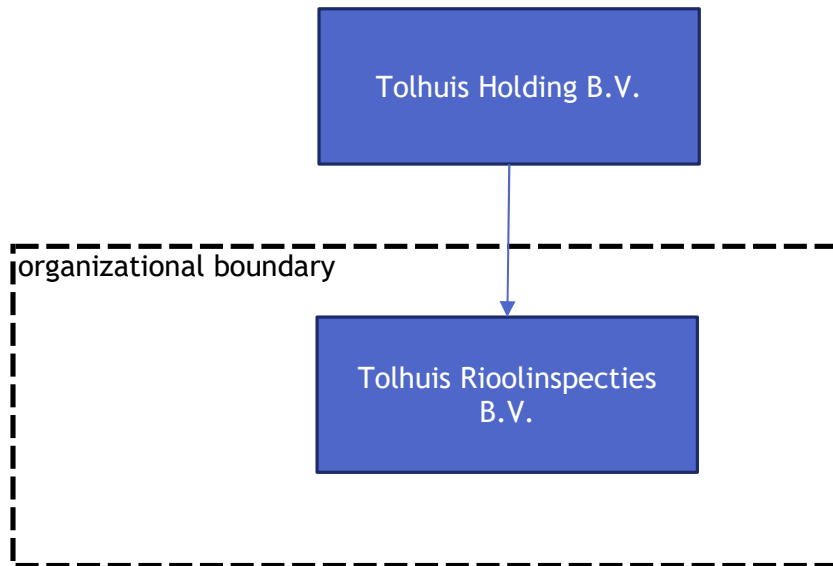 Tolhuis Holding B.V.
organizational boundary
Tolhuis Rioolinspecties
B.V.